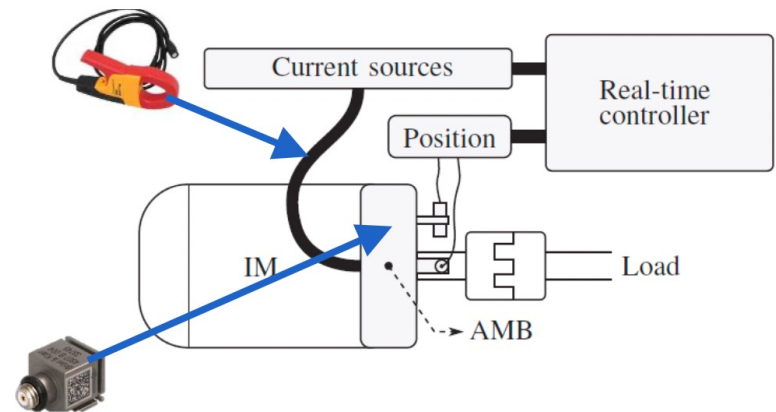 Current sources
Real-time
controller
Position
IM
Load
AMB